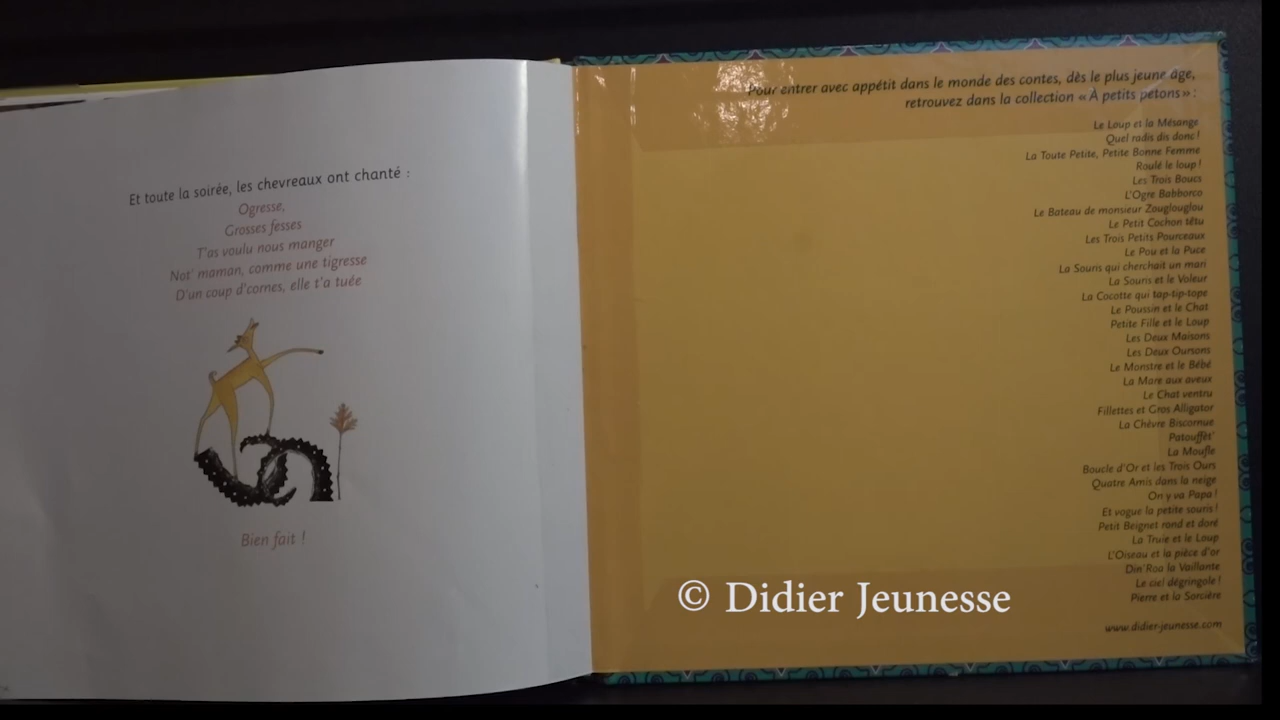 Et toute la soirée, les chevreaux ont chanté :
Ogresse,
Grosses fesses
T'as voulu nous manger
Not' maman, comme une tigresse
D'un coup d'cornes, elle t'a tuée
Bien fait !
Pour entrer avec appétit dans le monde des contes, dès le plus jeune âge,
retrouvez dans la collection « À petits petons » :
Le Loup et la Mésange
Quel radis dis donc !
La Toute Petite, Petite Bonne Femme
Roulé le loup !
Les Trois Boucs
L'Ogre Babborco
Le Bateau de monsieur Zouglouglou
Le Petit Cochon têtu
Les Trois Petits Pourceaux
Le Pou et la Puce
La Souris qui cherchait un mari
La Souris et le Voleur
La Cocotte qui tap-tip-tope
Le Poussin et le Chat
Petite Fille et le Loup
Les Deux Maisons
Les Deux Oursons
Le Monstre et le Bébé
La Mare aux aveux
Le Chat ventru
Fillettes et Gros Alligator
La Chèvre Biscornue
Patouffèt'
La Moufle
Boucle d'Or et les Trois Ours
Quatre Amis dans la neige
On y va Papa !
Et vogue la petite souris !
Petit Beignet rond et doré
La Truie et le Loup
L'Oiseau et la pièce d'or
Din'Roa la Vaillante
Le ciel dégringole !
Pierre et la Sorcière
© Didier Jeunesse
www.didier-jeunesse.com